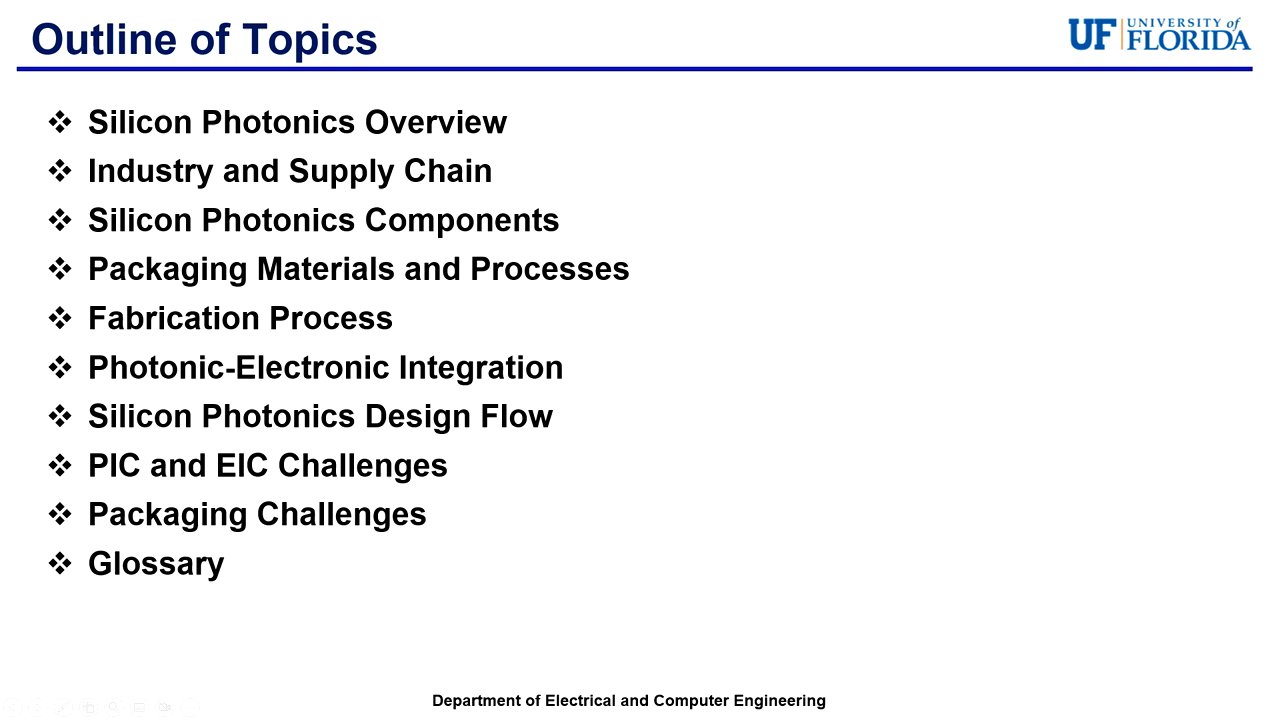 Outline of Topics
UF UNIVERSITY of
FLORIDA
❖ Silicon Photonics Overview
❖ Industry and Supply Chain
❖ Silicon Photonics Components
❖ Packaging Materials and Processes
❖ Fabrication Process
❖ Photonic-Electronic Integration
❖ Silicon Photonics Design Flow
❖ PIC and EIC Challenges
❖ Packaging Challenges
❖ Glossary
Department of Electrical and Computer Engineering